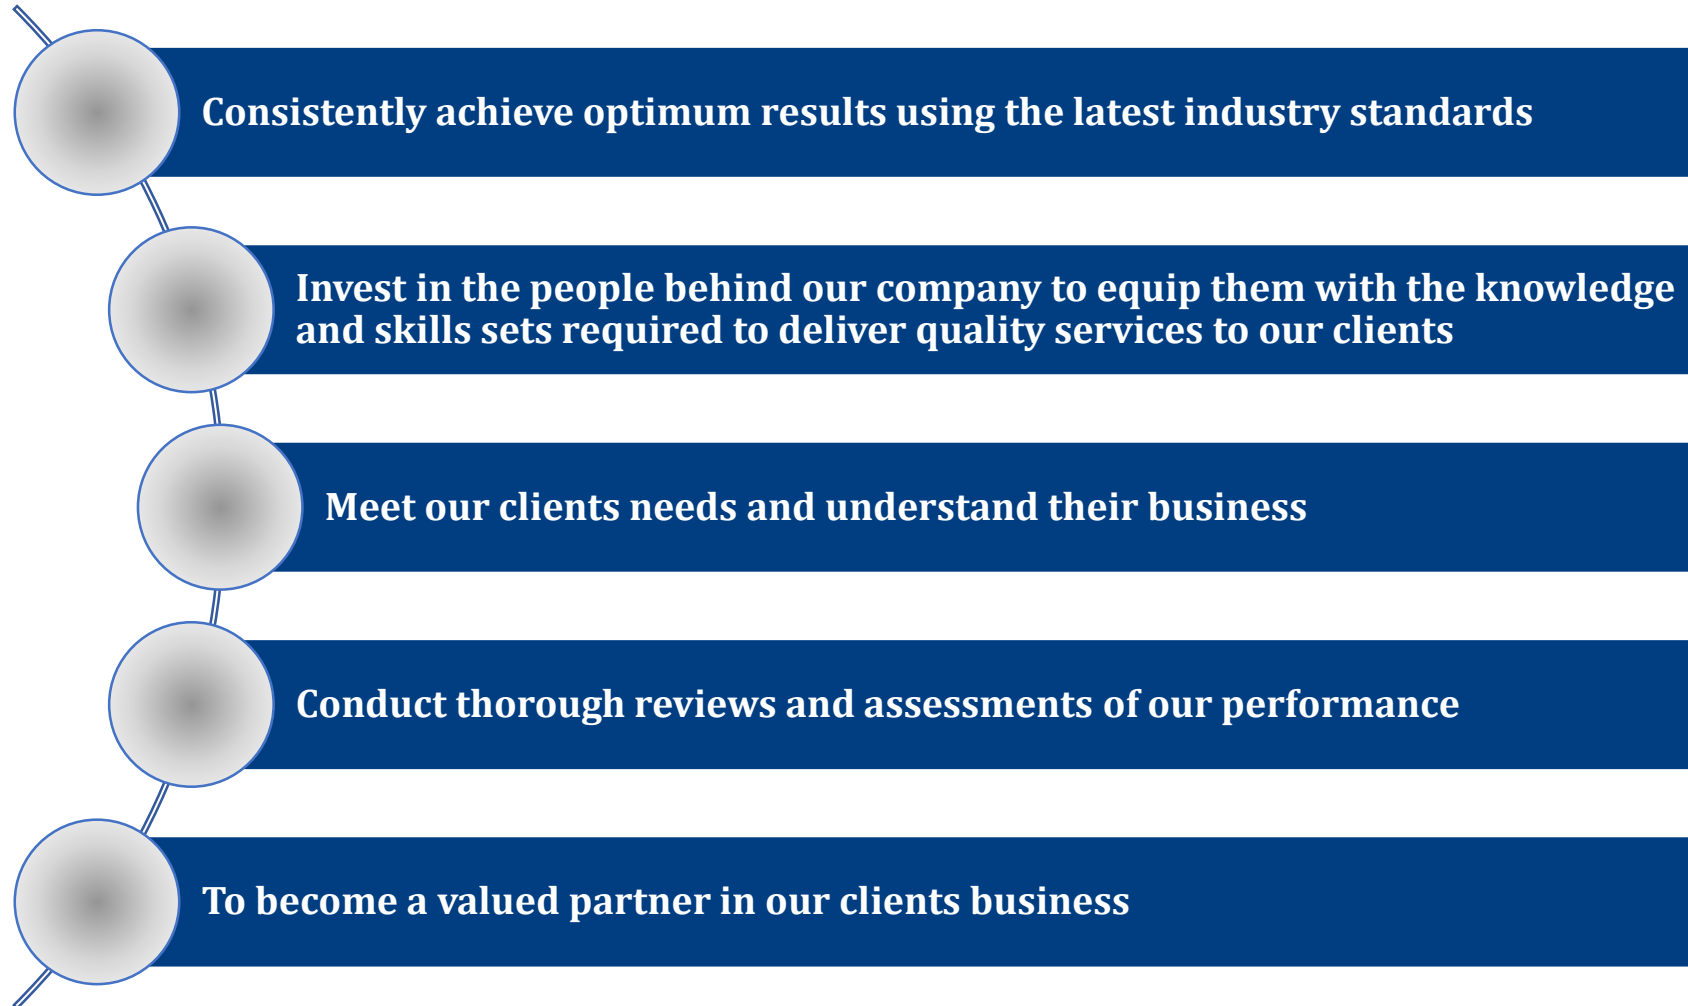 Consistently achieve optimum results using the latest industry standards
Invest in the people behind our company to equip them with the knowledge
and skills sets required to deliver quality services to our clients
Meet our clients needs and understand their business
Conduct thorough reviews and assessments of our performance
To become a valued partner in our clients business